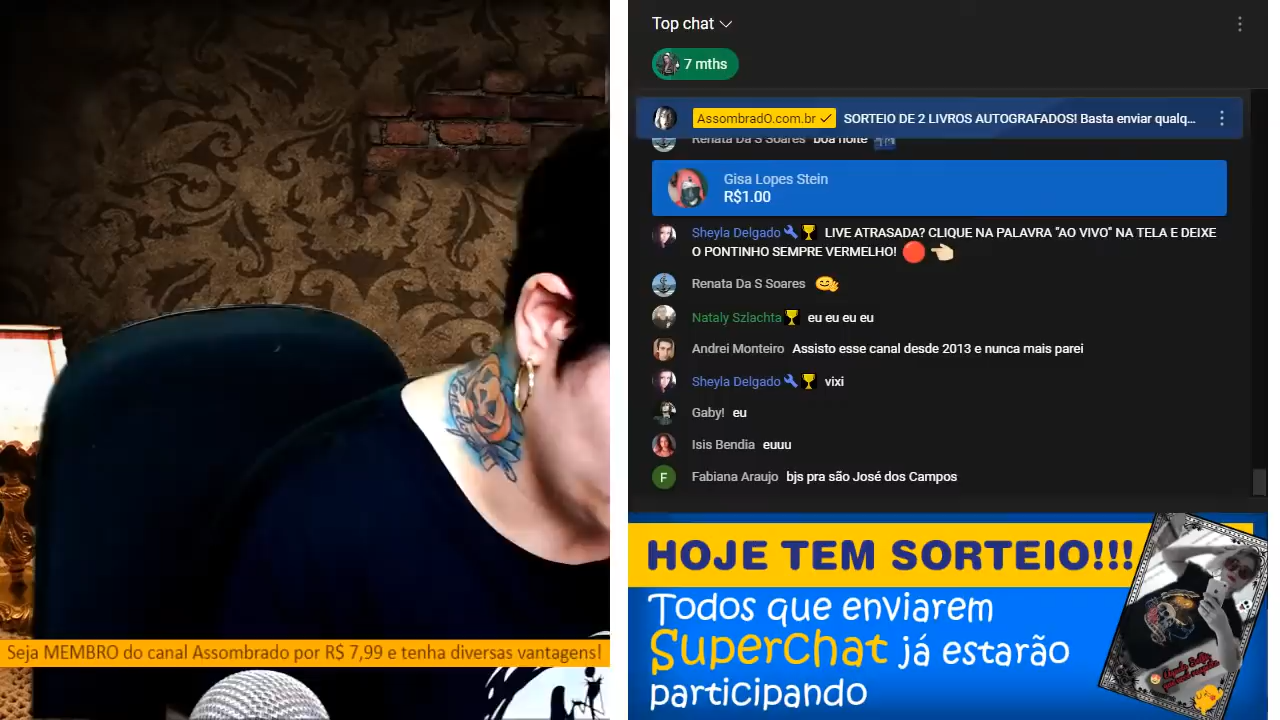 Seja MEMBRO do canal Assombrado por R$ 7,99 e tenha diversas vantagens!
Top chat
7 mths
AssombradO.com.br SORTEIO DE 2 LIVROS AUTOGRAFADOS! Basta enviar qualq...
Renata Da S Soares boa noite
Gisa Lopes Stein
R$1.00
Sheyla Delgado LIVE ATRASADA? CLIQUE NA PALAVRA "AO VIVO" NA TELA E DEIXE
O PONTINHO SEMPRE VERMELHO!
Renata Da S Soares
Nataly Szlachta eu eu eu eu
Andrei Monteiro Assisto esse canal desde 2013 e nunca mais parei
Sheyla Delgado vixi
Gaby! eu
Isis Bendia euuu
F Fabiana Araujo bjs pra são José dos Campos
HOJE TEM SORTEIO!!!
Todos que enviarem
Superchat já estarão
participando